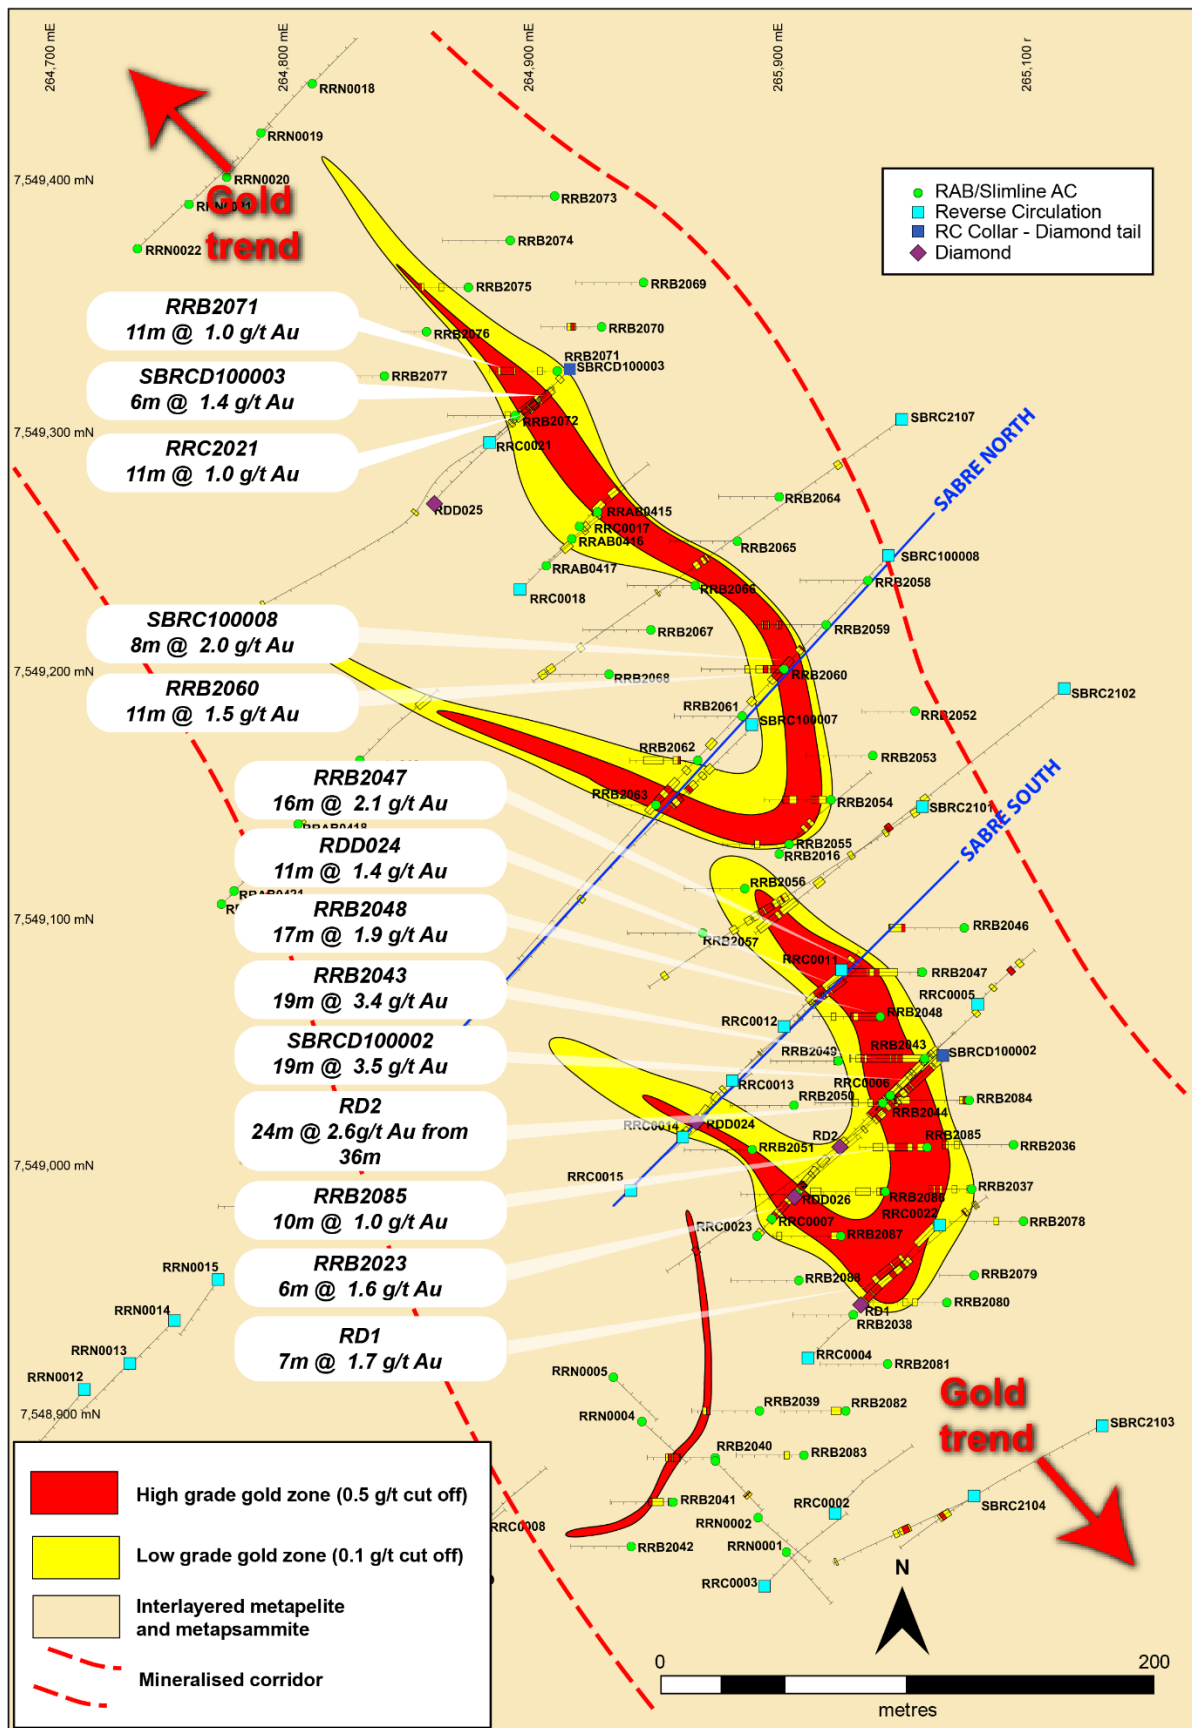 264,700 mE
264,800 mE
264,900 mE
265,900 mE
265,100 r
RRN0018
RRN0019
RRN0020
RRN0021
RRN0022
Gold
trend
7,549,400 mN
RAB/Slimline AC
Reverse Circulation
RC Collar - Diamond tail
Diamond
RRB2073
RRB2074
RRB2075
RRB2069
RRB2070
RRB2076
RRB2071
SBRCD100003
RRB2077
RRB2071
11m @ 1.0 g/t Au
SBRCD100003
6m @ 1.4 g/t Au
RRC2021
11m @ 1.0 g/t Au
7,549,300 mN
RRB2072
RRC0021
SBRC2107
RDD025
RRB2064
RRAB0415
RRC0017
RRAB0416
RRB2065
RRAB0417
RRC0018
RRB2066
SABRE NORTH
SBRC100008
RRB2058
RRB2067
RRB2059
SBRC100008
8m @ 2.0 g/t Au
RRB2060
11m @ 1.5 g/t Au
7,549,200 mN
RRB2068
RRB2060
SBRC2102
RRB2061
SBRC100007
RRB2052
RRB2062
RRB2053
SABRE SOUTH
RRB2063
RRB2054
SBRC2101
RRAB0418
RRB2055
RRB2016
RRB2047
16m @ 2.1 g/t Au
RDD024
11m @ 1.4 g/t Au
RRB2048
17m @ 1.9 g/t Au
RRB2043
19m @ 3.4 g/t Au
SBRCD100002
19m @ 3.5 g/t Au
RD2
24m @ 2.6g/t Au from
36m
RRB2085
10m @ 1.0 g/t Au
RRB2023
6m @ 1.6 g/t Au
RD1
7m @ 1.7 g/t Au
RRAB0421
7,549,100 mN
RRB2056
RRB2057
RRB2046
RRC0011
RRB2047
RRC0005
RRC0012
RRB2048
RRB2049
RRB2043
SBRCD100002
RRC0013
RRC0006
RRB2050
RRB2044
RRB2084
RRC0014
RDD024
RD2
RRB2085
RRB2051
RRB2036
7,549,000 mN
RRC0015
RDD026
RRB2086
RRB2037
RRC0007
RRC0022
RRB2078
RRC0023
RRB2087
RRN0015
RRB2088
RRB2079
RRN0014
RD1
RRB2080
RRB2038
RRN0013
RRC0004
RRB2081
RRN0012
RRN0005
7,548,900 mN
RRN0004
RRB2039
RRB2082
Gold
trend
SBRC2103
RRB2040
RRB2083
RRB2041
SBRC2104
RRC0002
RRN0002
RRC0008
RRB2042
RRN0001
RRC0003
High grade gold zone (0.5 g/t cut off)
Low grade gold zone (0.1 g/t cut off)
Interlayered metapelite
and metapsammite
Mineralised corridor
N
0
200
metres